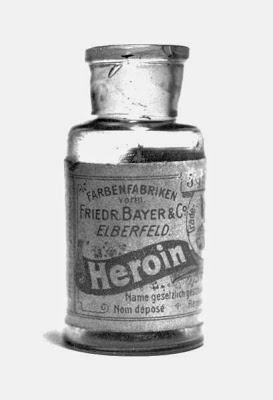 FARBENFABRIKEN
vorm.
FRIEDR. BAYER & Co.
ELBERFELD.
Heroin
Name gesetzlich
Nom déposé